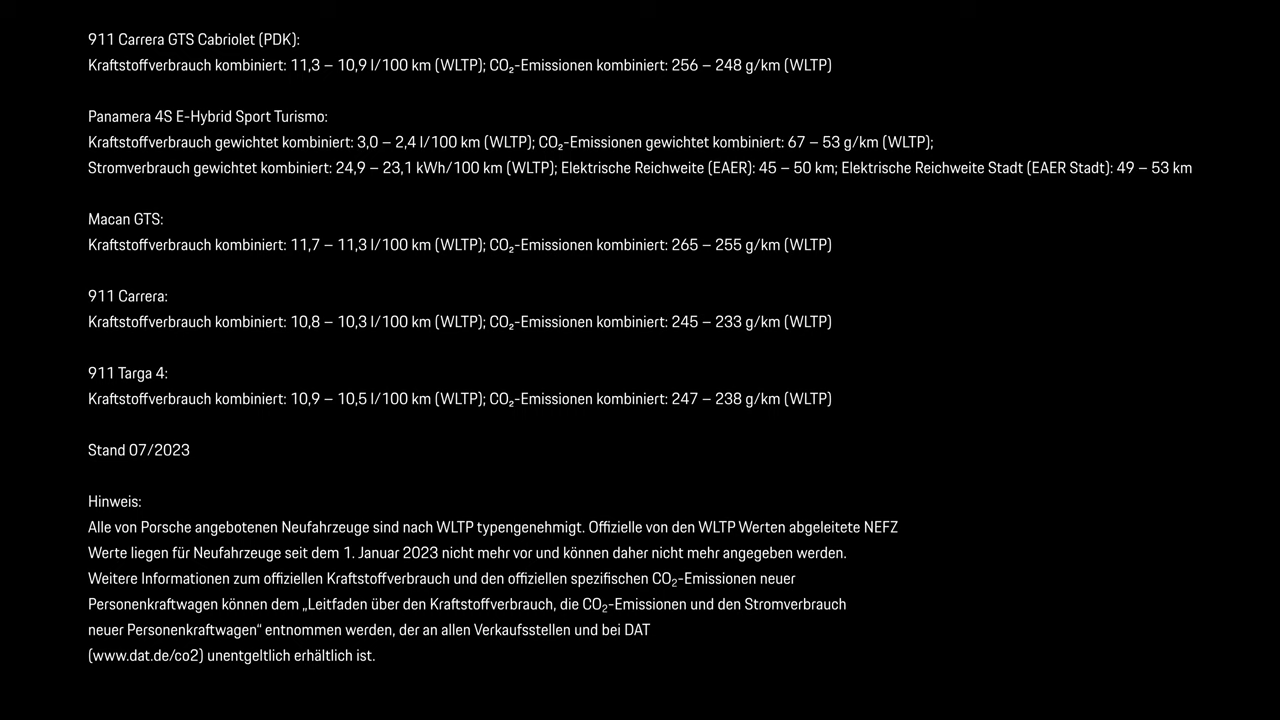 911 Carrera GTS Cabriolet (PDK):
Kraftstoffverbrauch kombiniert: 11,3 – 10,9 l/100 km (WLTP); CO₂-Emissionen kombiniert: 256 – 248 g/km (WLTP)
Panamera 4S E-Hybrid Sport Turismo:
Kraftstoffverbrauch gewichtet kombiniert: 3,0 – 2,4 l/100 km (WLTP); CO₂-Emissionen gewichtet kombiniert: 67 – 53 g/km (WLTP);
Stromverbrauch gewichtet kombiniert: 24,9 – 23,1 kWh/100 km (WLTP); Elektrische Reichweite (EAER): 45 – 50 km; Elektrische Reichweite Stadt (EAER Stadt): 49 – 53 km
Macan GTS:
Kraftstoffverbrauch kombiniert: 11,7 – 11,3 l/100 km (WLTP); CO₂-Emissionen kombiniert: 265 – 255 g/km (WLTP)
911 Carrera:
Kraftstoffverbrauch kombiniert: 10,8 – 10,3 l/100 km (WLTP); CO₂-Emissionen kombiniert: 245 – 233 g/km (WLTP)
911 Targa 4:
Kraftstoffverbrauch kombiniert: 10,9 – 10,5 l/100 km (WLTP); CO₂-Emissionen kombiniert: 247 – 238 g/km (WLTP)
Stand 07/2023
Hinweis:
Alle von Porsche angebotenen Neufahrzeuge sind nach WLTP typengenehmigt. Offizielle von den WLTP Werten abgeleitete NEFZ
Werte liegen für Neufahrzeuge seit dem 1. Januar 2023 nicht mehr vor und können daher nicht mehr angegeben werden.
Weitere Informationen zum offiziellen Kraftstoffverbrauch und den offiziellen spezifischen CO₂-Emissionen neuer
Personenkraftwagen können dem „Leitfaden über den Kraftstoffverbrauch, die CO₂-Emissionen und den Stromverbrauch
neuer Personenkraftwagen“ entnommen werden, der an allen Verkaufsstellen und bei DAT
(www.dat.de/co2) unentgeltlich erhältlich ist.